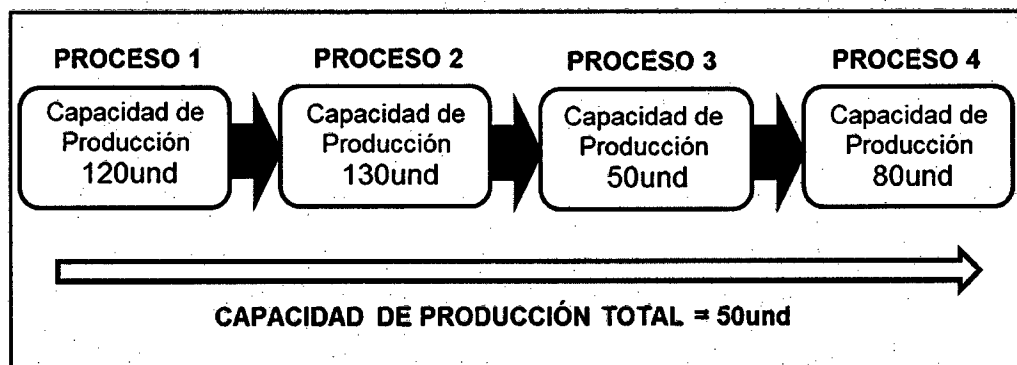 PROCESO 1
Capacidad de
Producción
120und
PROCESO 2
Capacidad de
Producción
130und
PROCESO 3
Capacidad de
Producción
50und
PROCESO 4
Capacidad de
Producción
80und
CAPACIDAD DE PRODUCCIÓN TOTAL = 50und